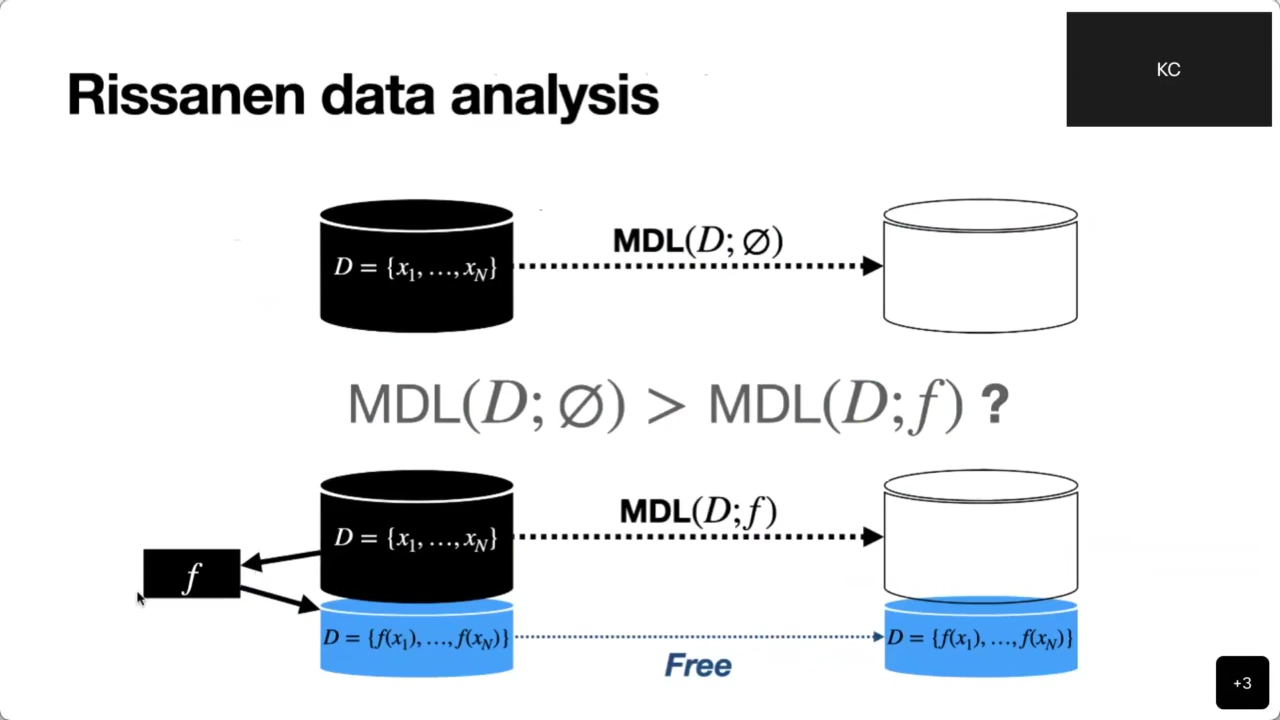 Rissanen data analysis
KC
MDL(D; ∅)
D = {x₁, …, x_N}
MDL(D; ∅) > MDL(D; f) ?
MDL(D; f)
D = {x₁, …, x_N}
f
D = {f(x₁), …, f(x_N)}
D = {f(x₁), …, f(x_N)}
Free
+3